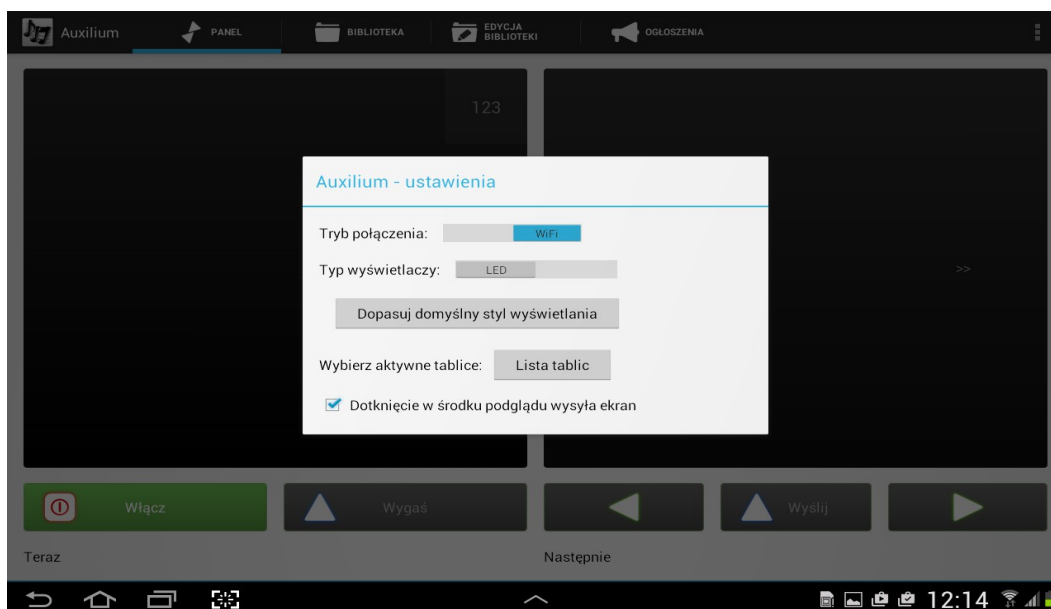 Auxilium
PANEL
BIBLIOTEKA
EDYCJA
BIBLIOTEKI
OGŁOSZENIA
123
Auxilium - ustawienia
Tryb połączenia: WiFi
Typ wyświetlaczy: LED
>>
Dopasuj domyślny styl wyświetlania
Wybierz aktywne tablice: Lista tablic
Dotknięcie w środku podglądu wysyła ekran
Włącz
Wygaś
Wyślij
Teraz
Następnie
12:14